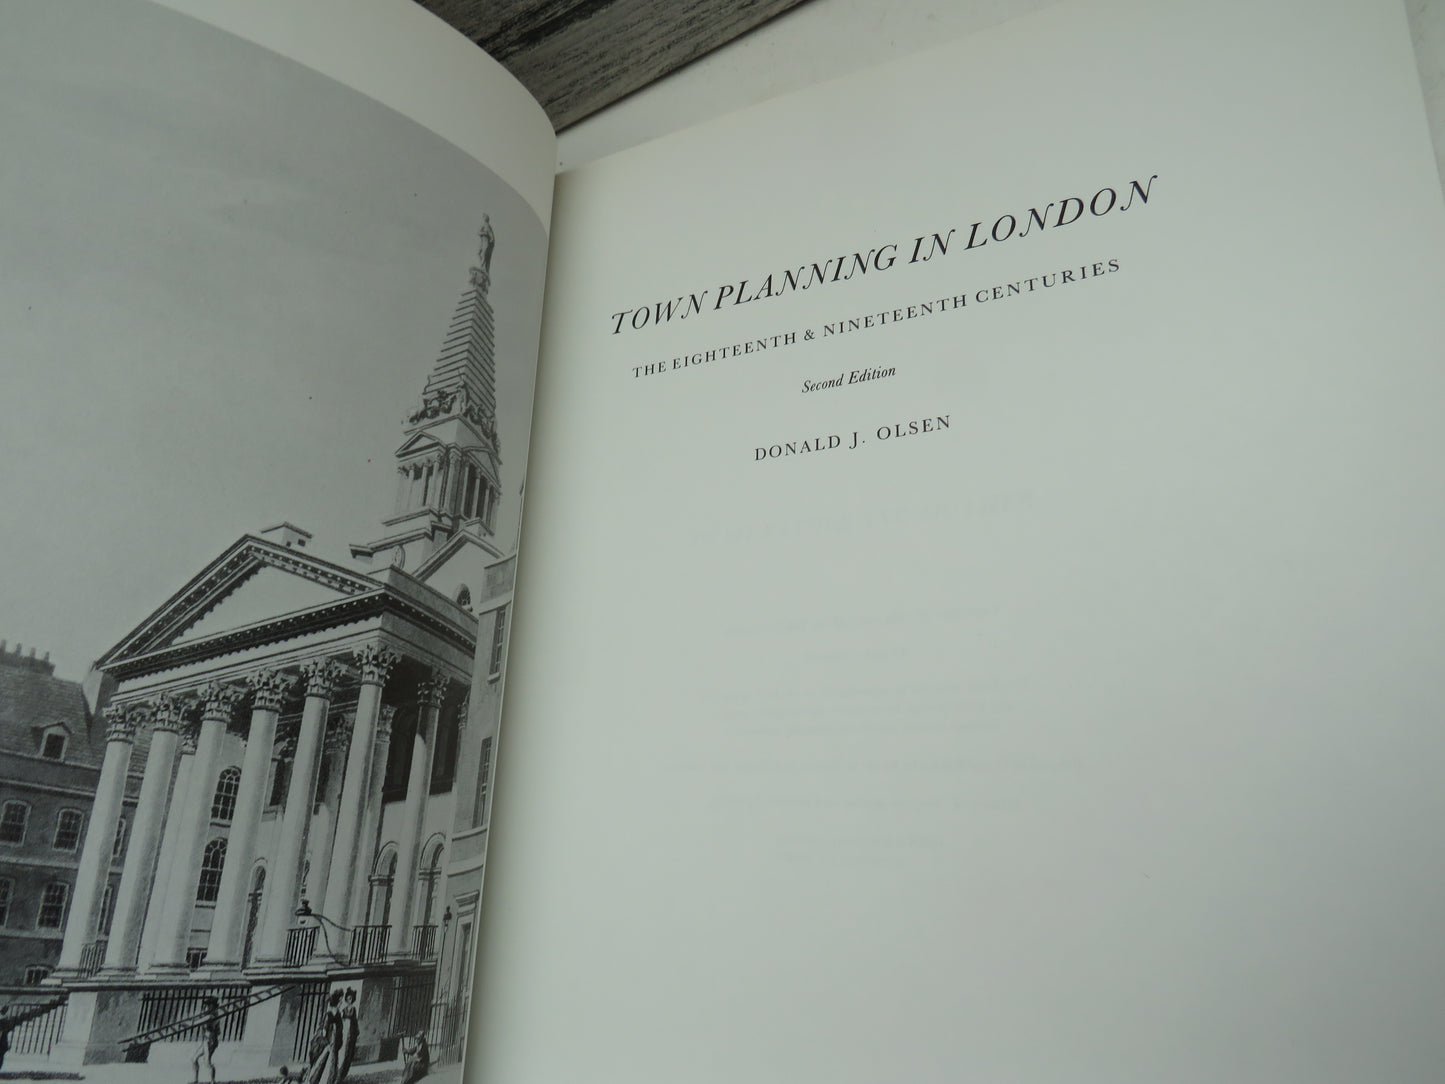 TOWN PLANNING IN LONDON
THE EIGHTEENTH & NINETEENTH CENTURIES
Second Edition
DONALD J. OLSEN